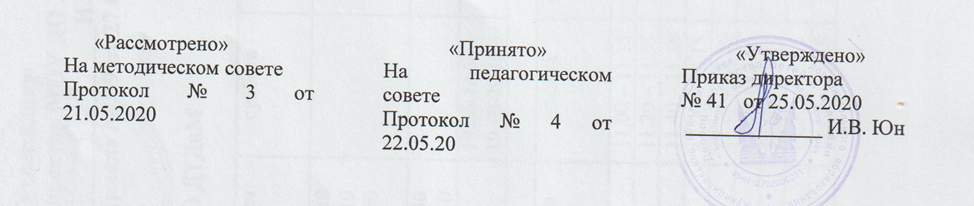 «Рассмотрено»
На методическом совете
Протокол № 3 от
21.05.2020
«Принято»
На педагогическом
совете
Протокол № 4 от
22.05.20
«Утверждено»
Приказ директора
№ 41 от 25.05.2020
_____________ И.В. Юн